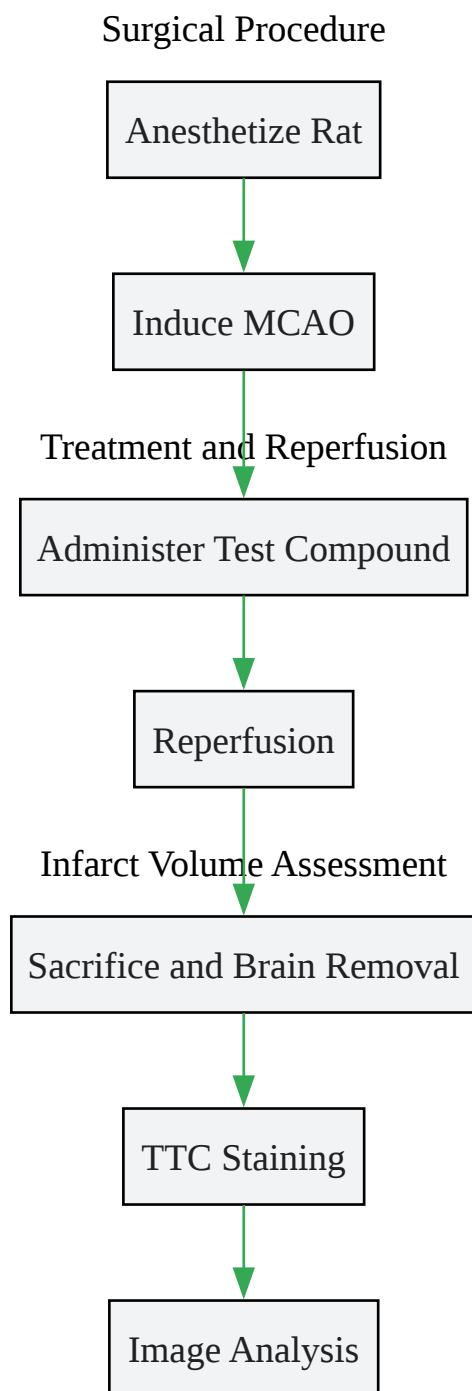 Surgical Procedure
Anesthetize Rat
Induce MCAO
Treatment and Reperfusion
Administer Test Compound
Reperfusion
Infarct Volume Assessment
Sacrifice and Brain Removal
TTC Staining
Image Analysis